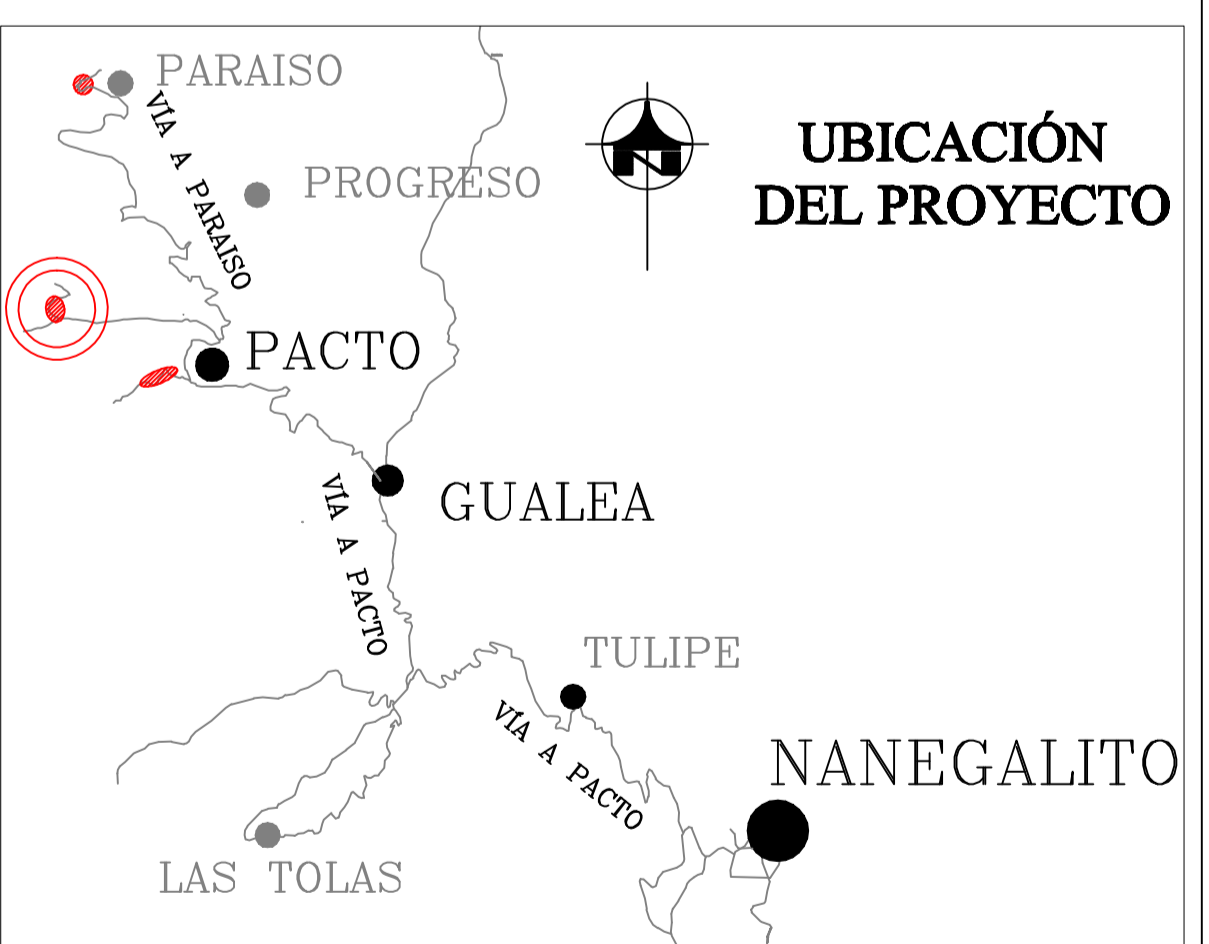 PARAISO
VÍA A PARAISO
PROGRESO
N
UBICACIÓN
DEL PROYECTO
PACTO
GUALEA
VÍA A PACTO
TULIPE
VÍA A PACTO
NANEGALITO
LAS TOLAS